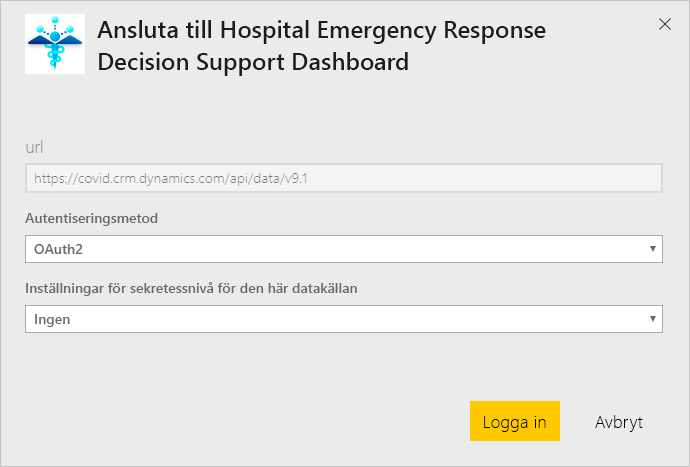 Ansluta till Hospital Emergency Response
Decision Support Dashboard
url
https://covid.crm.dynamics.com/api/data/v9.1
Autentiseringsmetod
OAuth2
Inställningar för sekretessnivå för den här datakällan
Ingen
Logga in Avbryt